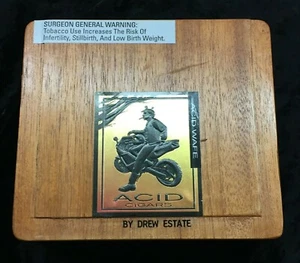 SURGEON GENERAL WARNING:
Tobacco Use Increases The Risk Of
Infertility, Stillbirth, And Low Birth Weight.
ACID WAFE
ACID
CIGARS
BY DREW ESTATE